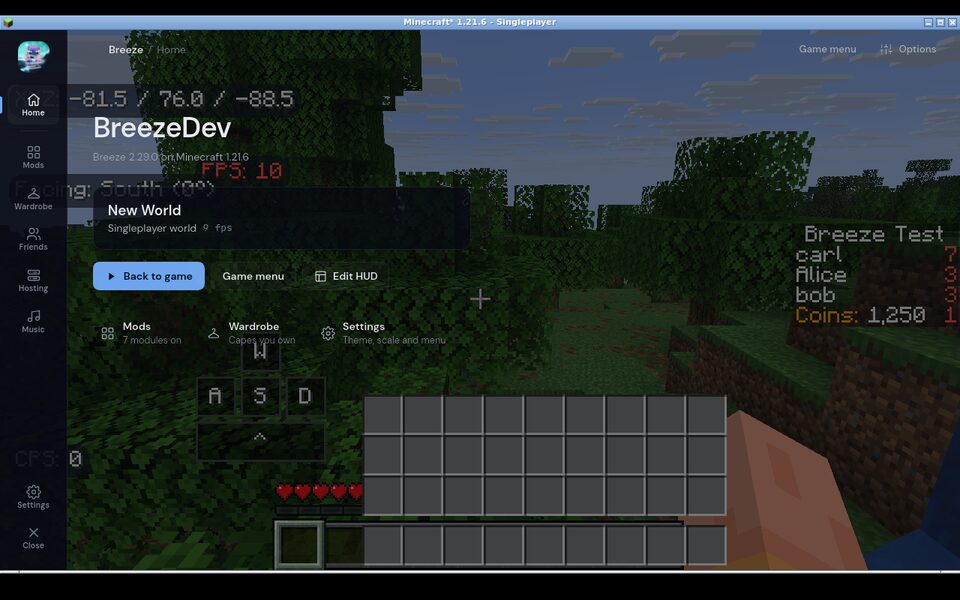 Minecraft* 1.21.6 - Singleplayer
Breeze / Home
Game menu
Options
-81.5 / 76.0 / -88.5
Home
BreezeDev
Breeze 2.29.0 on Minecraft 1.21.6
FPS: 10
Mods
Facing: South (0°)
Wardrobe
New World
Singleplayer world 9 fps
Friends
Breeze Test
carl 7
Alice 3
bob 3
Coins: 1,250 1
Back to game
Game menu
Edit HUD
Hosting
Music
Mods
7 modules on
Wardrobe
Capes you own
Settings
Theme, scale and menu
W
A S D
^
CPS: 0
Settings
Close